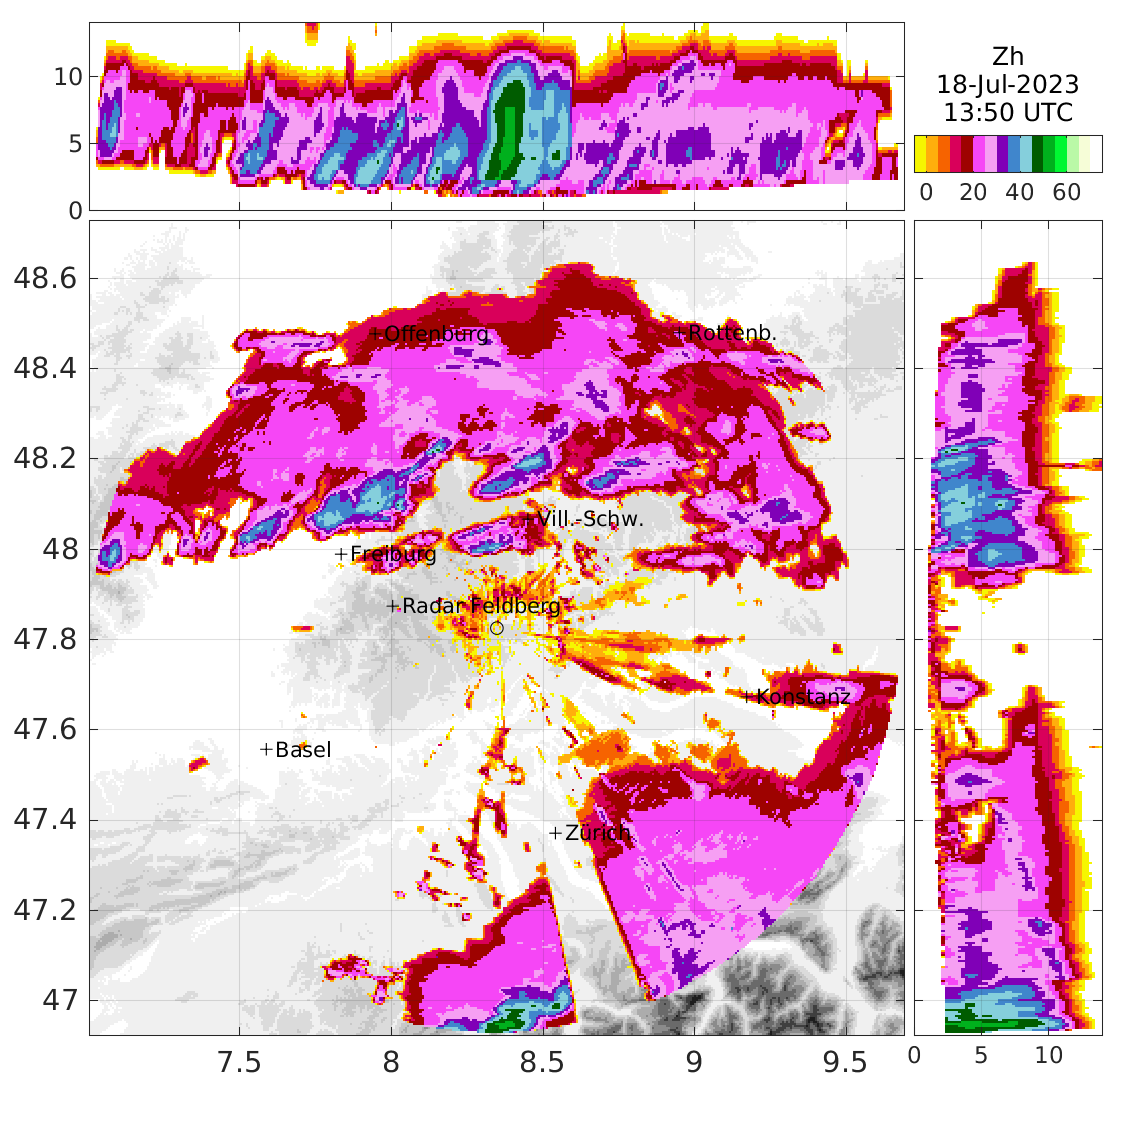 10
5
0
Zh
18-Jul-2023
13:50 UTC
0 20 40 60
48.6
48.4
48.2
48
47.8
47.6
47.4
47.2
47
+Offenburg
+Rottenb.
+Vill.-Schw.
+Freiburg
+Radar Feldberg
+Konstanz
+Basel
+Zürich
7.5 8 8.5 9 9.5
0 5 10